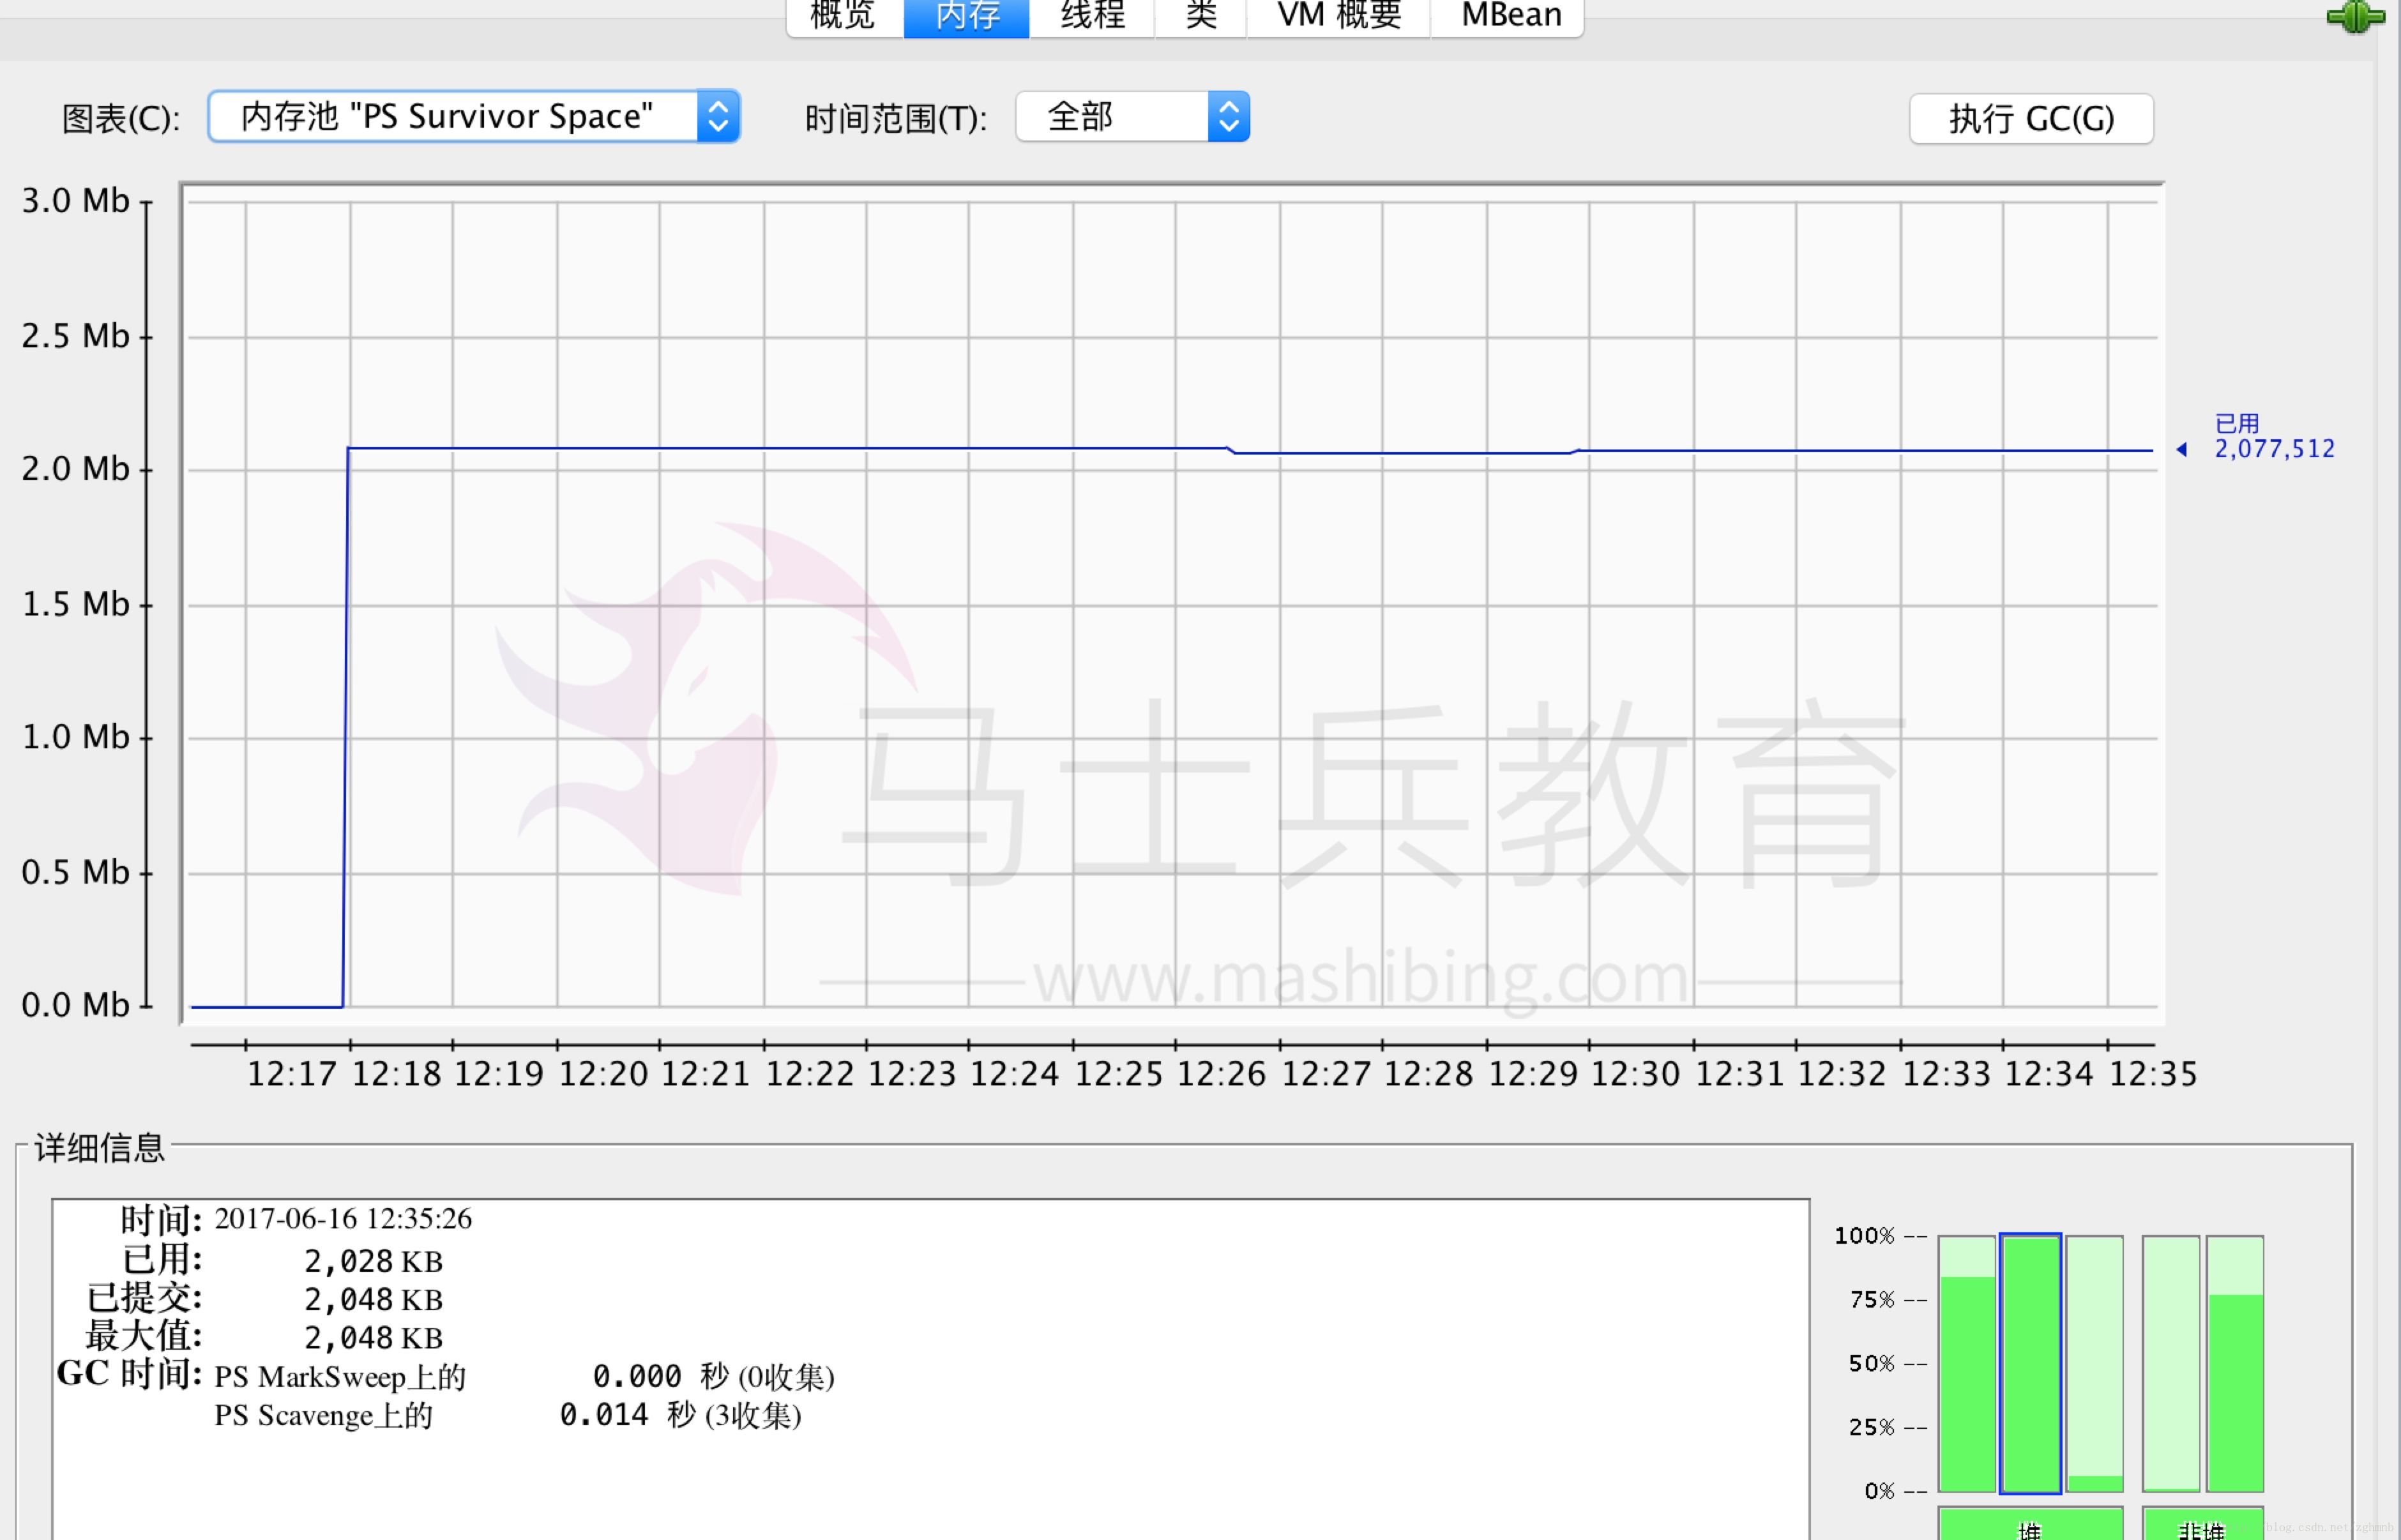 概览 内存 线程 类 VM 概要 MBean
图表(C): 内存池 "PS Survivor Space" 时间范围(T): 全部 执行 GC(G)
3.0 Mb
2.5 Mb
已用
2,077,512
2.0 Mb
1.5 Mb
1.0 Mb
马士兵教育
0.5 Mb
www.mashibing.com
0.0 Mb
12:17 12:18 12:19 12:20 12:21 12:22 12:23 12:24 12:25 12:26 12:27 12:28 12:29 12:30 12:31 12:32 12:33 12:34 12:35
详细信息
时间: 2017-06-16 12:35:26
已用: 2,028 KB
已提交: 2,048 KB
最大值: 2,048 KB
GC 时间: PS MarkSweep上的 0.000 秒 (0收集)
PS Scavenge上的 0.014 秒 (3收集)
100% --
75% --
50% --
25% --
0% --
堆 非堆